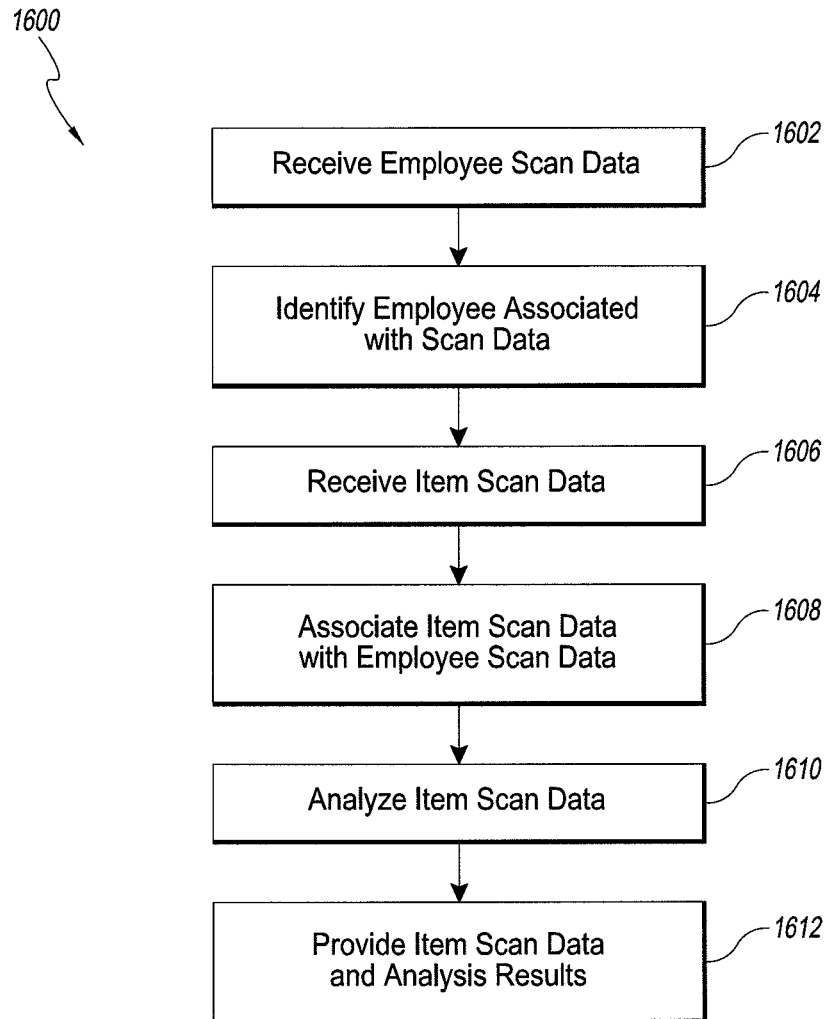 1600
Receive Employee Scan Data
1602
Identify Employee Associated
with Scan Data
1604
Receive Item Scan Data
1606
Associate Item Scan Data
with Employee Scan Data
1608
Analyze Item Scan Data
1610
Provide Item Scan Data
and Analysis Results
1612